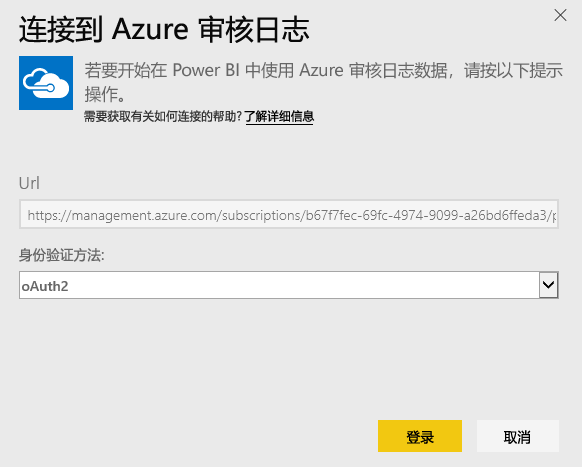 连接到 Azure 审核日志
若要开始在 Power BI 中使用 Azure 审核日志数据，请按以下提示
操作。
需要获取有关如何连接的帮助? 了解详细信息
Url
https://management.azure.com/subscriptions/b67f7fec-69fc-4974-9099-a26bd6ffeda3/p
身份验证方法:
oAuth2
登录 取消